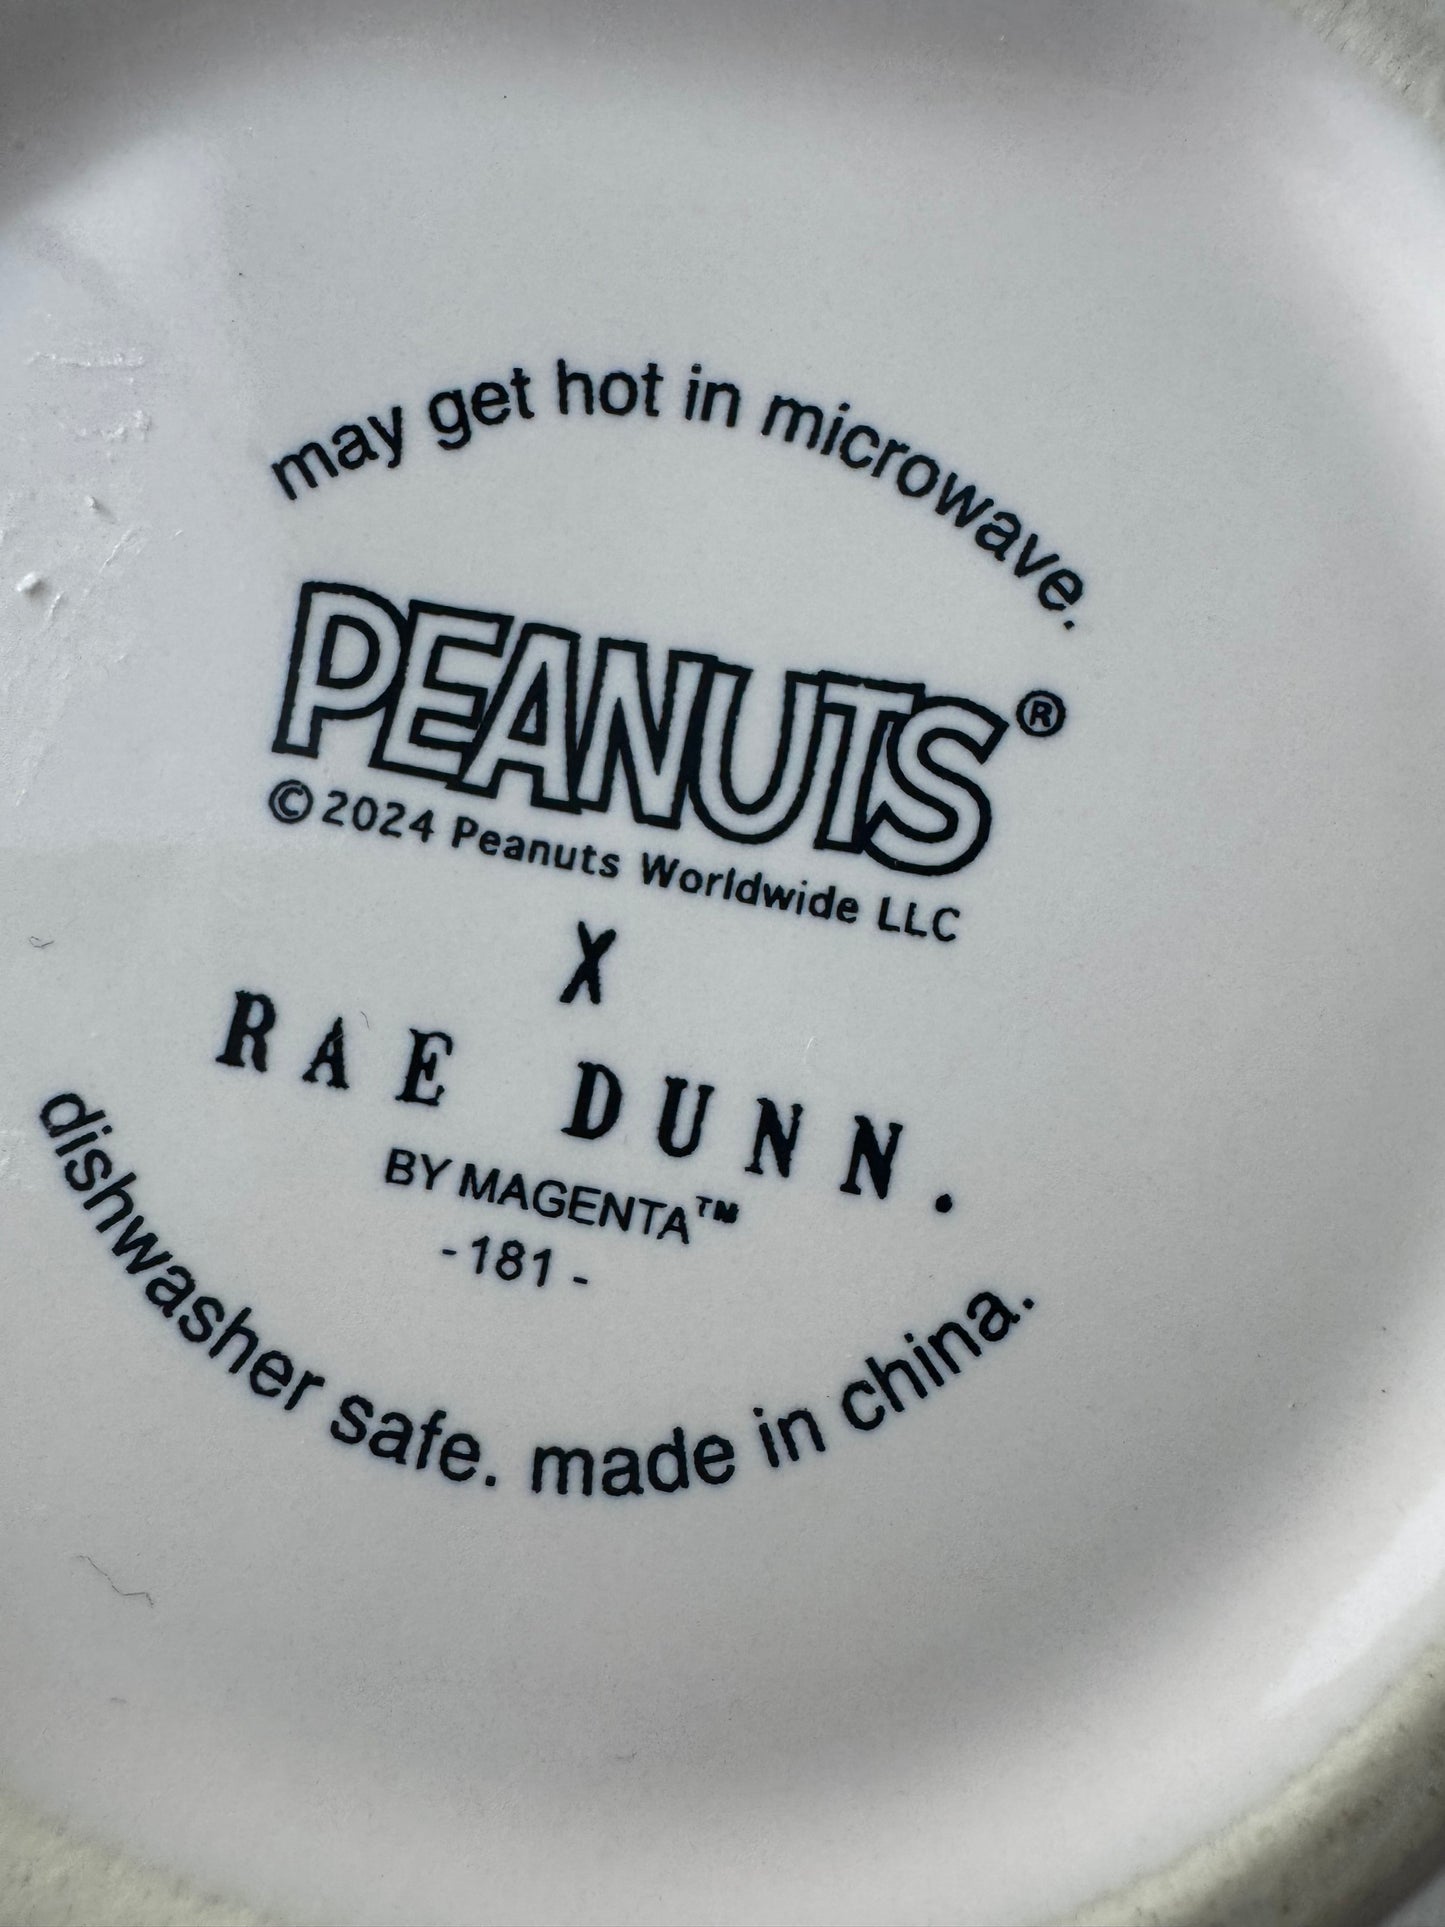 may get hot in microwave.
PEANUTS®
©2024 Peanuts Worldwide LLC
X
RAE DUNN.
BY MAGENTA™
-181-
dishwasher safe. made in china.